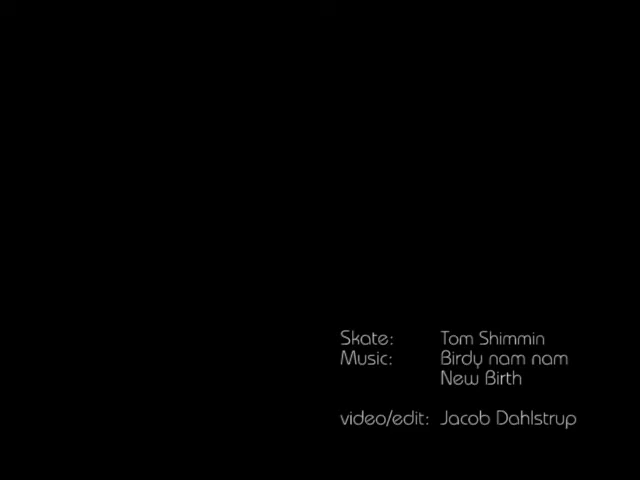 Skate: Tom Shimmin
Music: Birdy nam nam
New Birth
video/edit: Jacob Dahlstrup